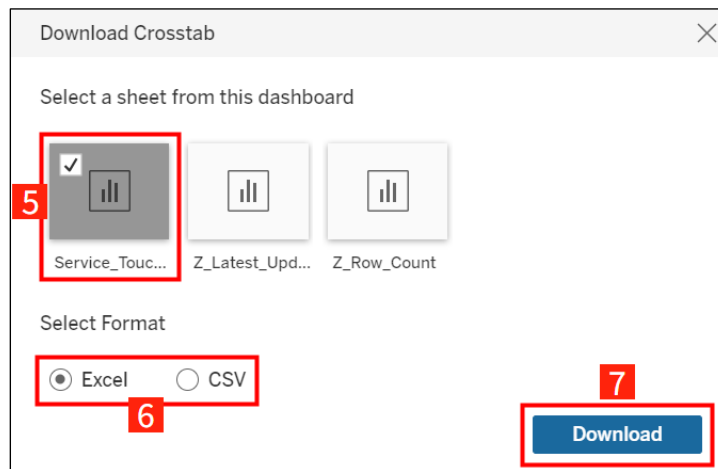 Download Crosstab
Select a sheet from this dashboard
5
Service_Touc... Z_Latest_Upd... Z_Row_Count
Select Format
Excel CSV
6
7
Download